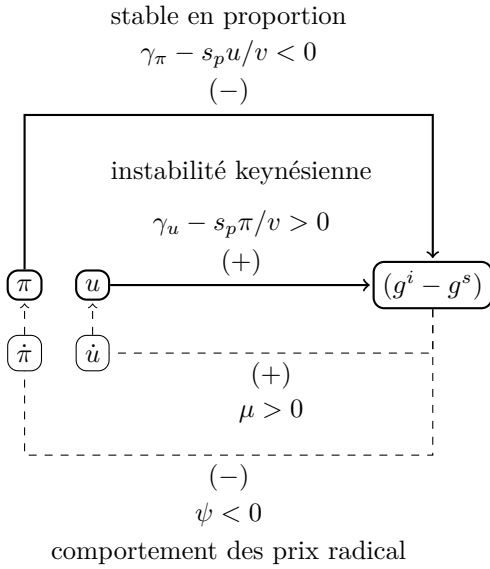 stable en proportion
γ_π − s_p u/v < 0
(−)
instabilité keynésienne
γ_u − s_p π/v > 0
(+)
π u (g^i − g^s)
π̇ u̇
(+)
μ > 0
(−)
ψ < 0
comportement des prix radical